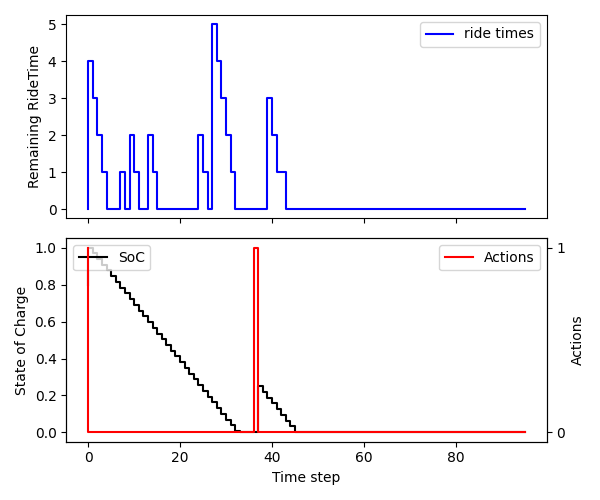 Remaining RideTime
5
4
3
2
1
0
ride times
State of Charge
1.0
0.8
0.6
0.4
0.2
0.0
SoC
Actions
1
0
Actions
0 20 40 60 80
Time step